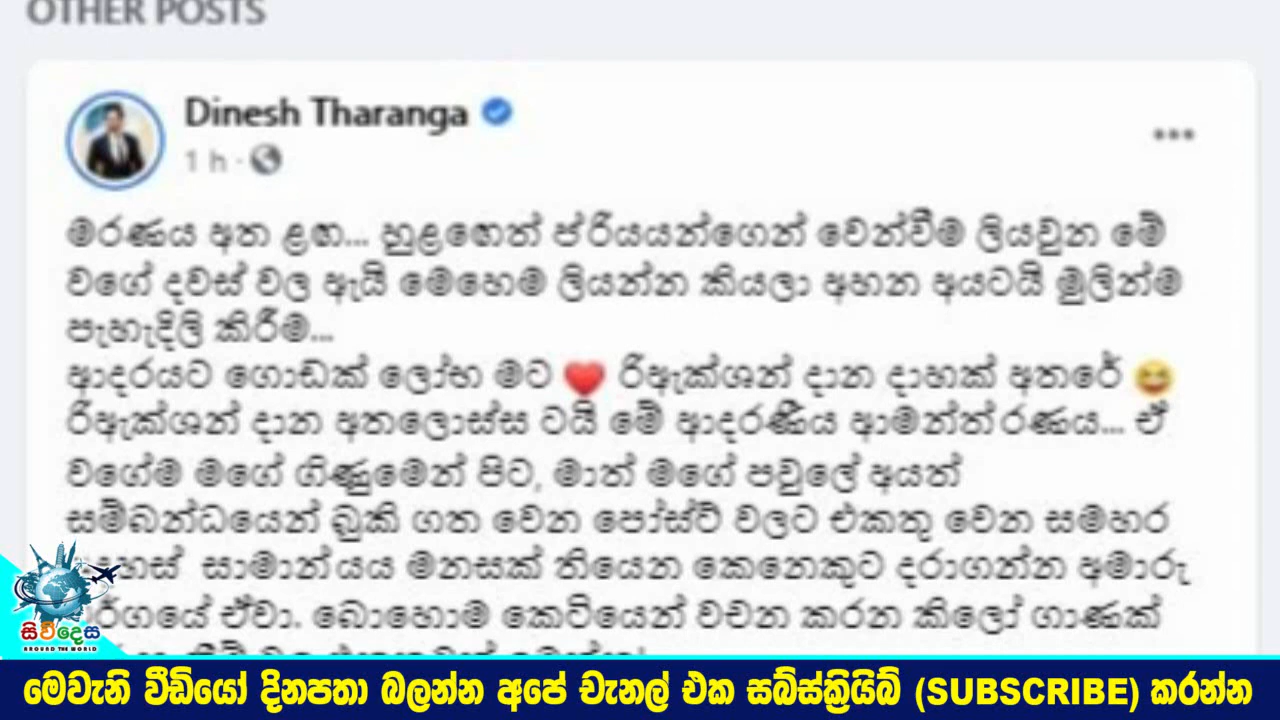 OTHER POSTS
Dinesh Tharanga
1 h ·
මරණය අත ළඟ... හුළඟෙත් ප්රියයන්ගෙන් වෙන්වීම ලියවුන මේ
වගේ දවස් වල ඇයි මෙහෙම ලියන්න කියලා අහන අයටයි මුලින්ම
පැහැදිලි කිරීම...
ආදරයට ගොඩක් ලෝභ මට ❤ රිඇක්ශන් දාන දාහක් අතරේ 😆
රිඇක්ශන් දාන අතලොස්ස ටයි මේ ආදරණීය ආමන්ත්රණය... ඒ
වගේම මගේ ගිණුමෙන් පිට, මාත් මගේ පවුලේ අයත්
සම්බන්ධයෙන් බුකි ගත වෙන පෝස්ට් වලට එකතු වෙන සමහර
සාමාන්යය මනසක් තියෙන කෙනෙකුට දරාගන්න අමාරු
ඒවා. බොහොම කෙටියෙන් වචන කරන කිලෝ ගාණක්
සිව්දෙස
AROUND THE WORLD
මෙවැනි වීඩියෝ දිනපතා බලන්න අපේ චැනල් එක සබ්ස්ක්‍රයිබ් (SUBSCRIBE) කරන්න